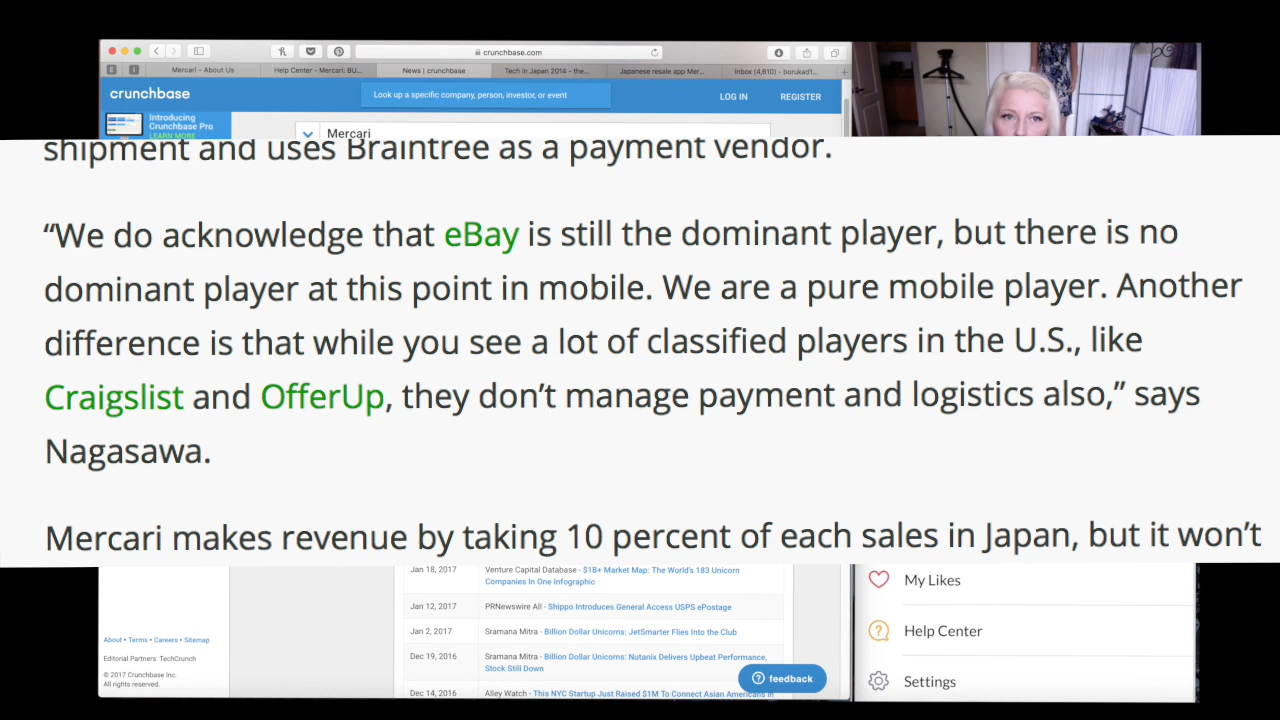 crunchbase.com
E
I
Mercari - About Us
Help Center - Mercari: BU...
News | crunchbase
Tech in Japan 2014 - the...
Japanese resale app Mer...
Inbox (4,610) - borukad1...
crunchbase
Look up a specific company, person, investor, or event
LOG IN
REGISTER
Introducing
Crunchbase Pro
LEARN MORE
Mercari
shipment and uses Braintree as a payment vendor.
“We do acknowledge that eBay is still the dominant player, but there is no
dominant player at this point in mobile. We are a pure mobile player. Another
difference is that while you see a lot of classified players in the U.S., like
Craigslist and OfferUp, they don’t manage payment and logistics also,” says
Nagasawa.
Mercari makes revenue by taking 10 percent of each sales in Japan, but it won’t
Jan 18, 2017 Venture Capital Database - $1B+ Market Map: The World's 183 Unicorn
Companies In One Infographic
Jan 12, 2017 PRNewswire All - Shippo Introduces General Access USPS ePostage
Jan 2, 2017 Sramana Mitra - Billion Dollar Unicorns: JetSmarter Flies Into the Club
Dec 19, 2016 Sramana Mitra - Billion Dollar Unicorns: Nutanix Delivers Upbeat Performance,
Stock Still Down
Dec 14, 2016 Alley Watch - This NYC Startup Just Raised $1M To Connect Asian Americans In
About • Terms • Careers • Sitemap
Editorial Partners: TechCrunch
© 2017 Crunchbase Inc.
All rights reserved.
feedback
My Likes
Help Center
Settings